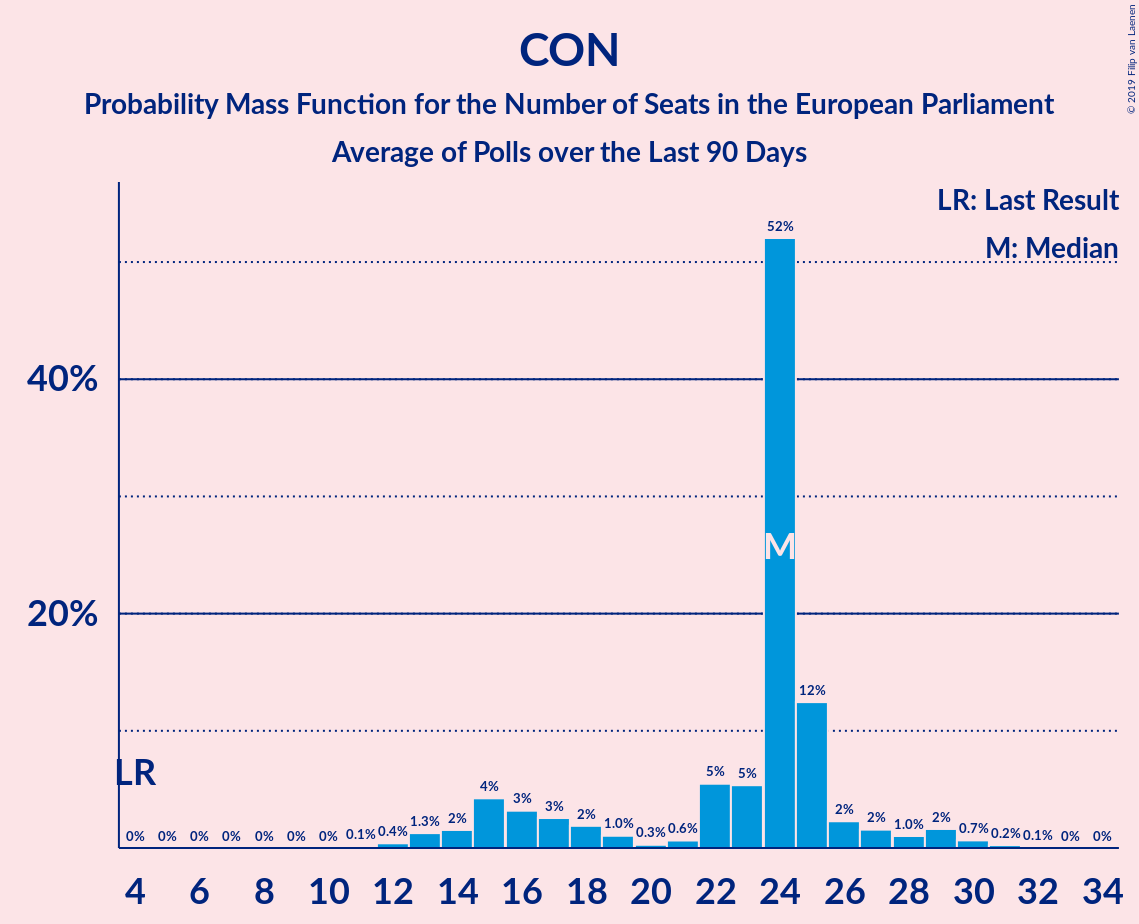 CON
Probability Mass Function for the Number of Seats in the European Parliament
Average of Polls over the Last 90 Days
© 2019 Filip van Laenen
LR: Last Result
M: Median
52%
40%
M
20%
12%
LR
0% 0% 0% 0% 0% 0% 0% 0.1% 0.4% 1.3% 2% 4% 3% 3% 2% 1.0% 0.3% 0.6% 5% 5% 2% 2% 1.0% 2% 0.7% 0.2% 0.1% 0% 0%
4 6 8 10 12 14 16 18 20 22 24 26 28 30 32 34